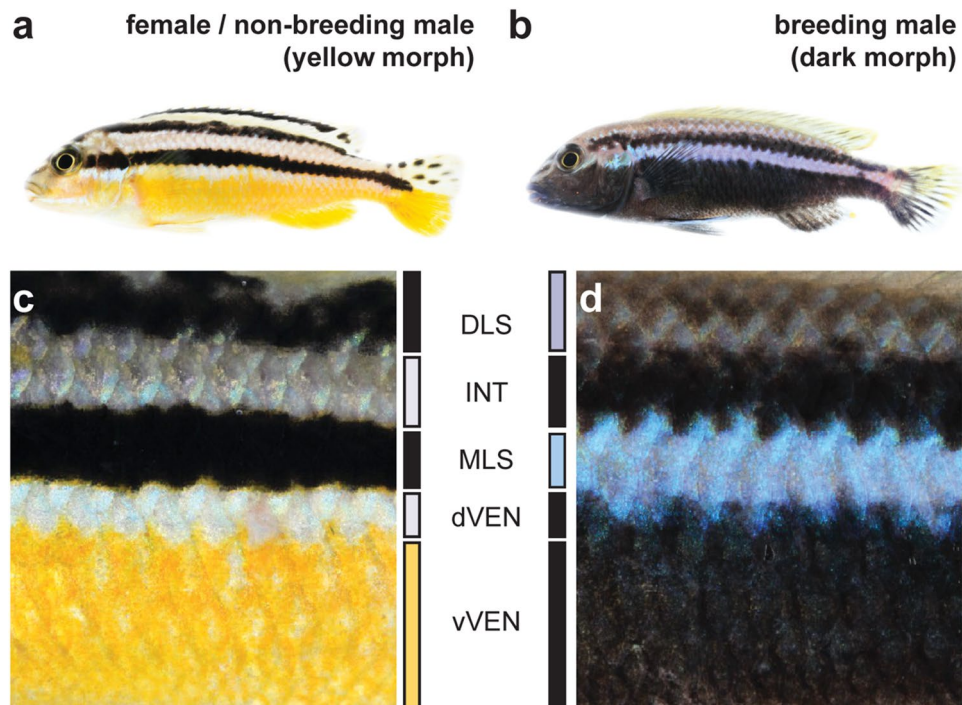 a
female / non-breeding male
(yellow morph)
b
breeding male
(dark morph)
c
d
DLS
INT
MLS
dVEN
vVEN